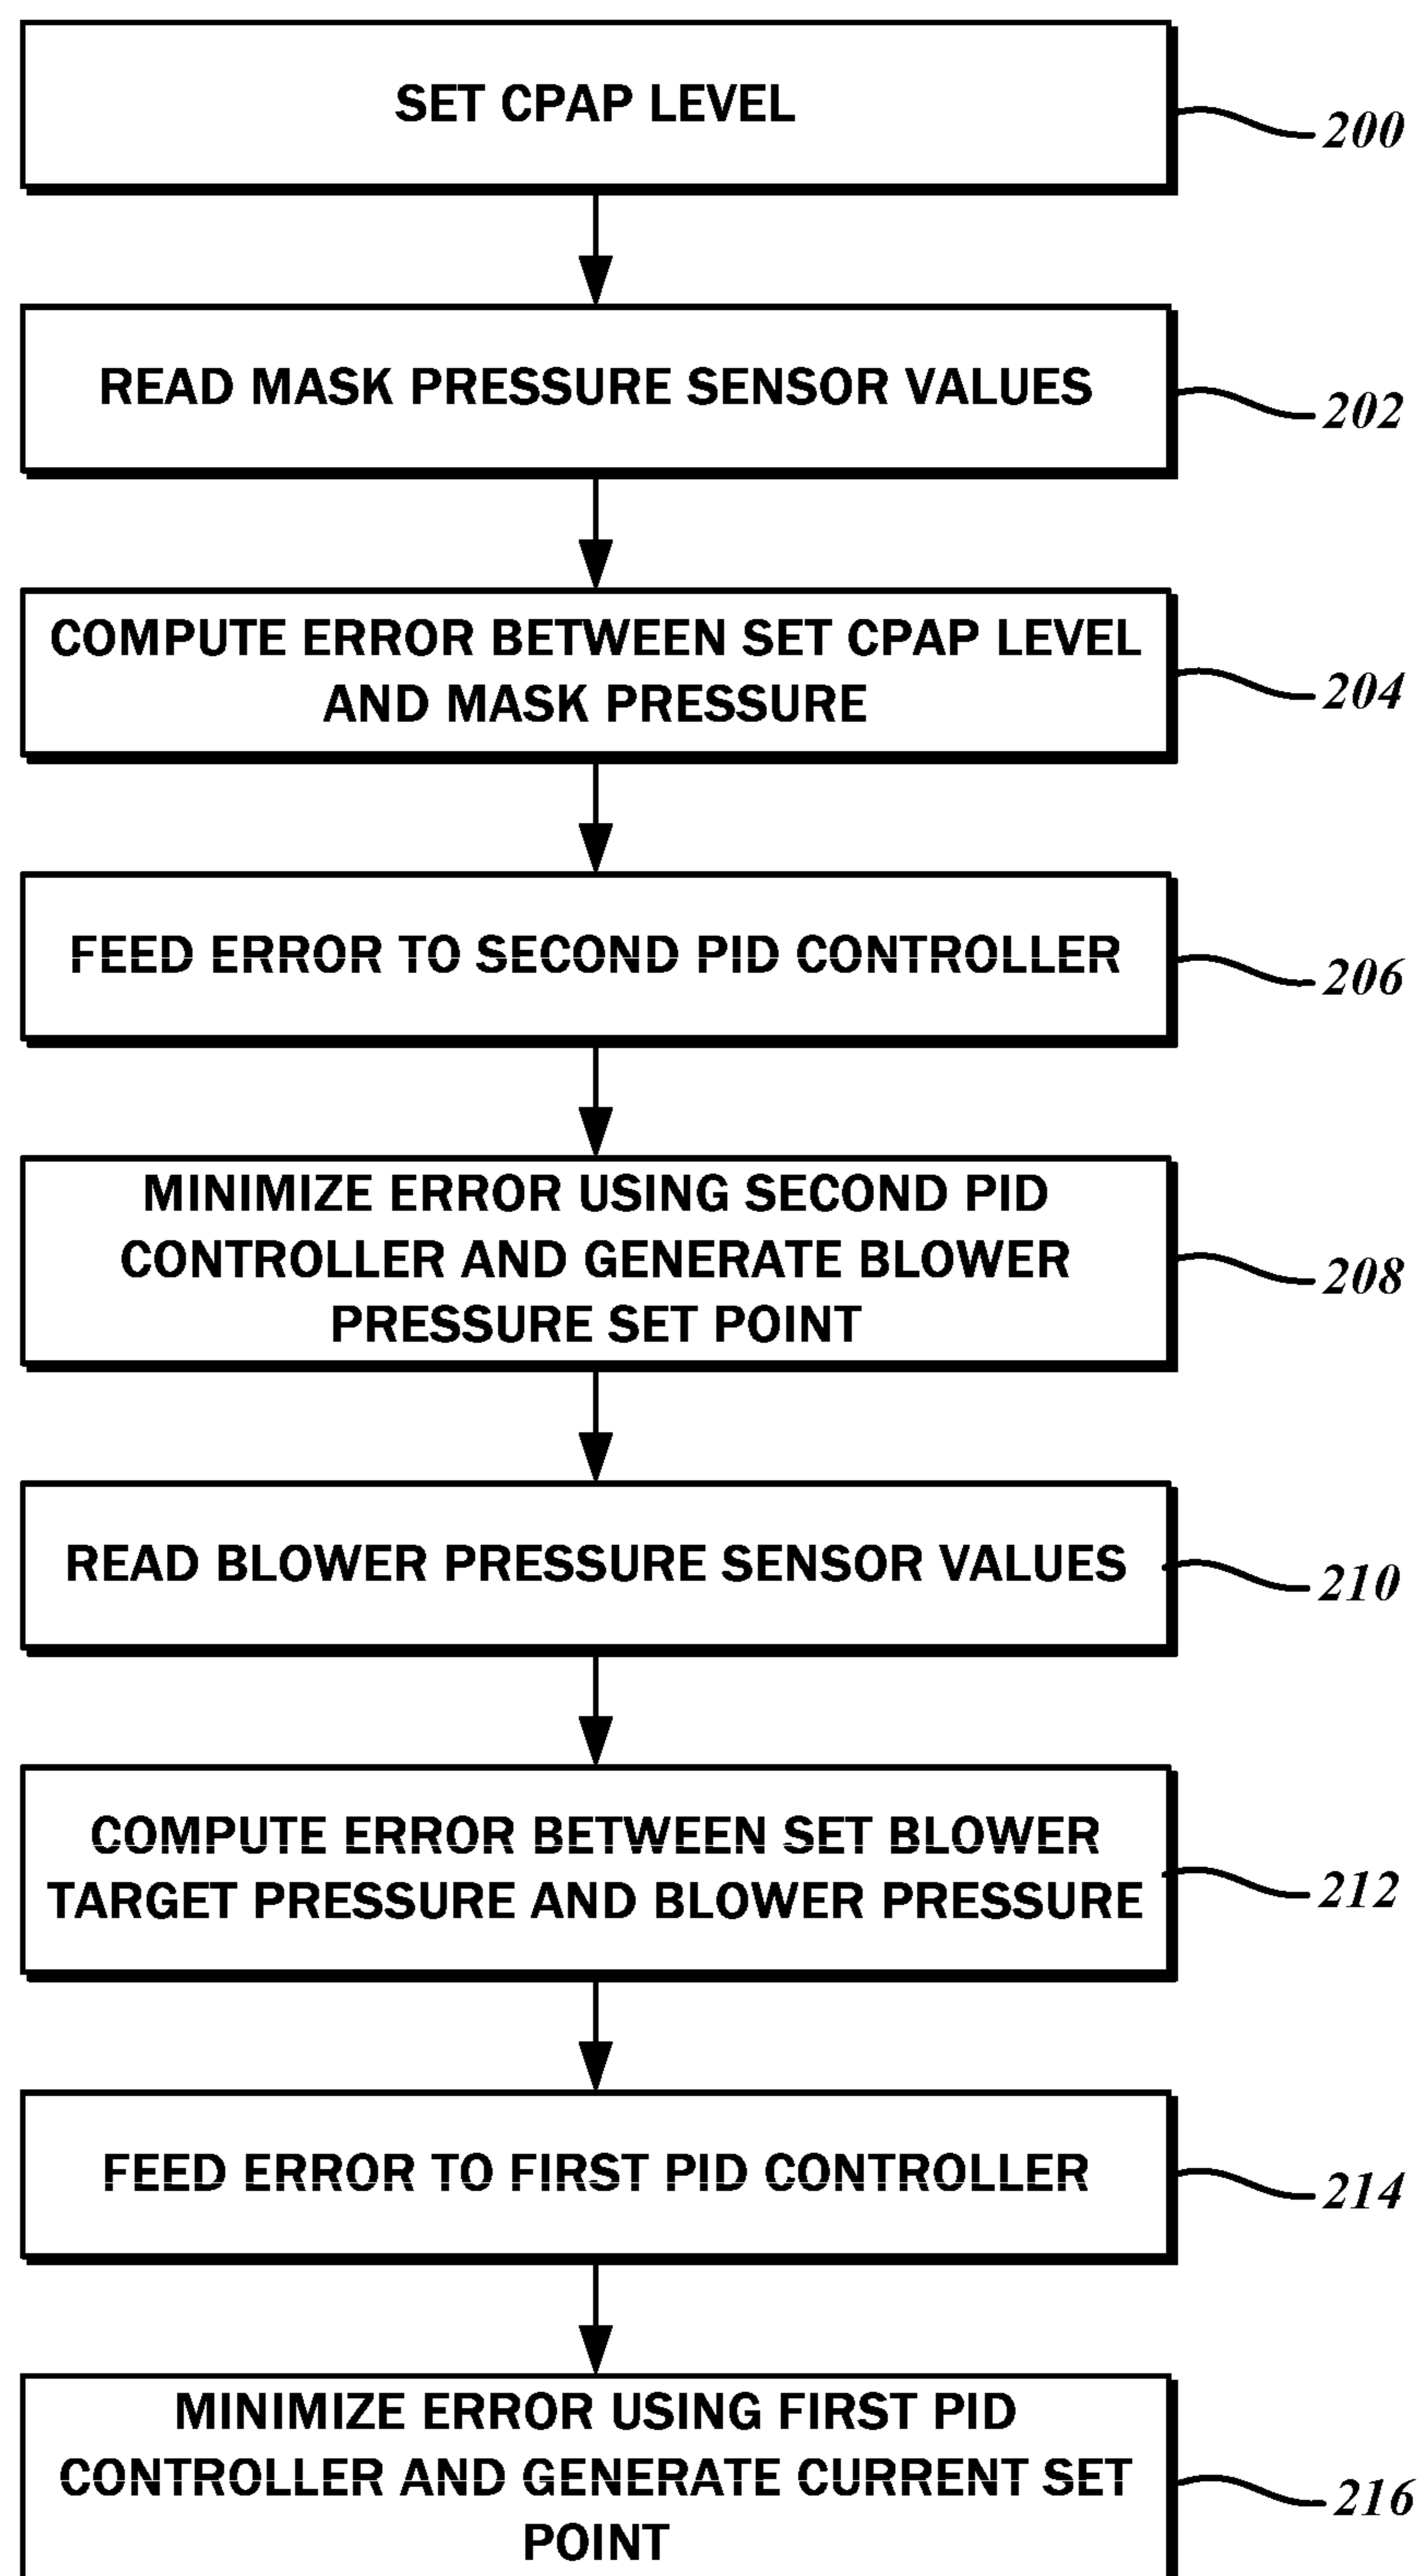 SET CPAP LEVEL
200
READ MASK PRESSURE SENSOR VALUES
202
COMPUTE ERROR BETWEEN SET CPAP LEVEL
AND MASK PRESSURE
204
FEED ERROR TO SECOND PID CONTROLLER
206
MINIMIZE ERROR USING SECOND PID
CONTROLLER AND GENERATE BLOWER
PRESSURE SET POINT
208
READ BLOWER PRESSURE SENSOR VALUES
210
COMPUTE ERROR BETWEEN SET BLOWER
TARGET PRESSURE AND BLOWER PRESSURE
212
FEED ERROR TO FIRST PID CONTROLLER
214
MINIMIZE ERROR USING FIRST PID
CONTROLLER AND GENERATE CURRENT SET
POINT
216